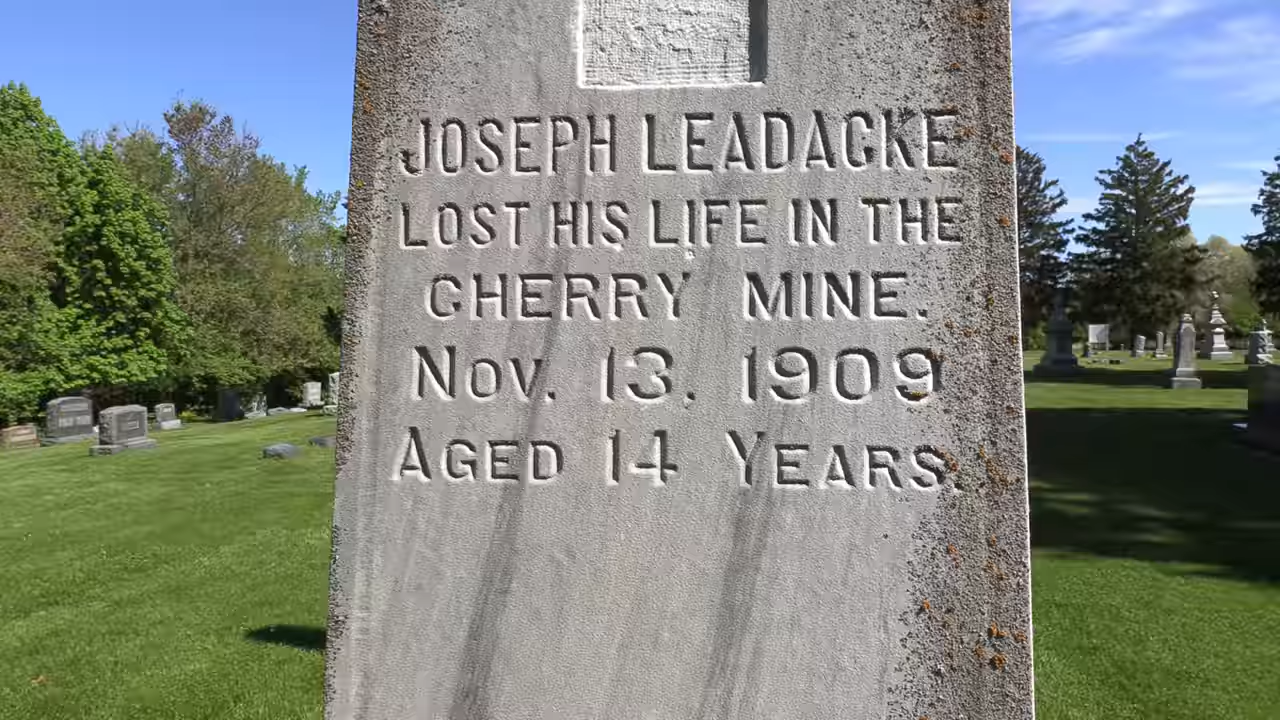 JOSEPH LEADACKE
LOST HIS LIFE IN THE
CHERRY MINE.
NOV. 13. 1909
AGED 14 YEARS.